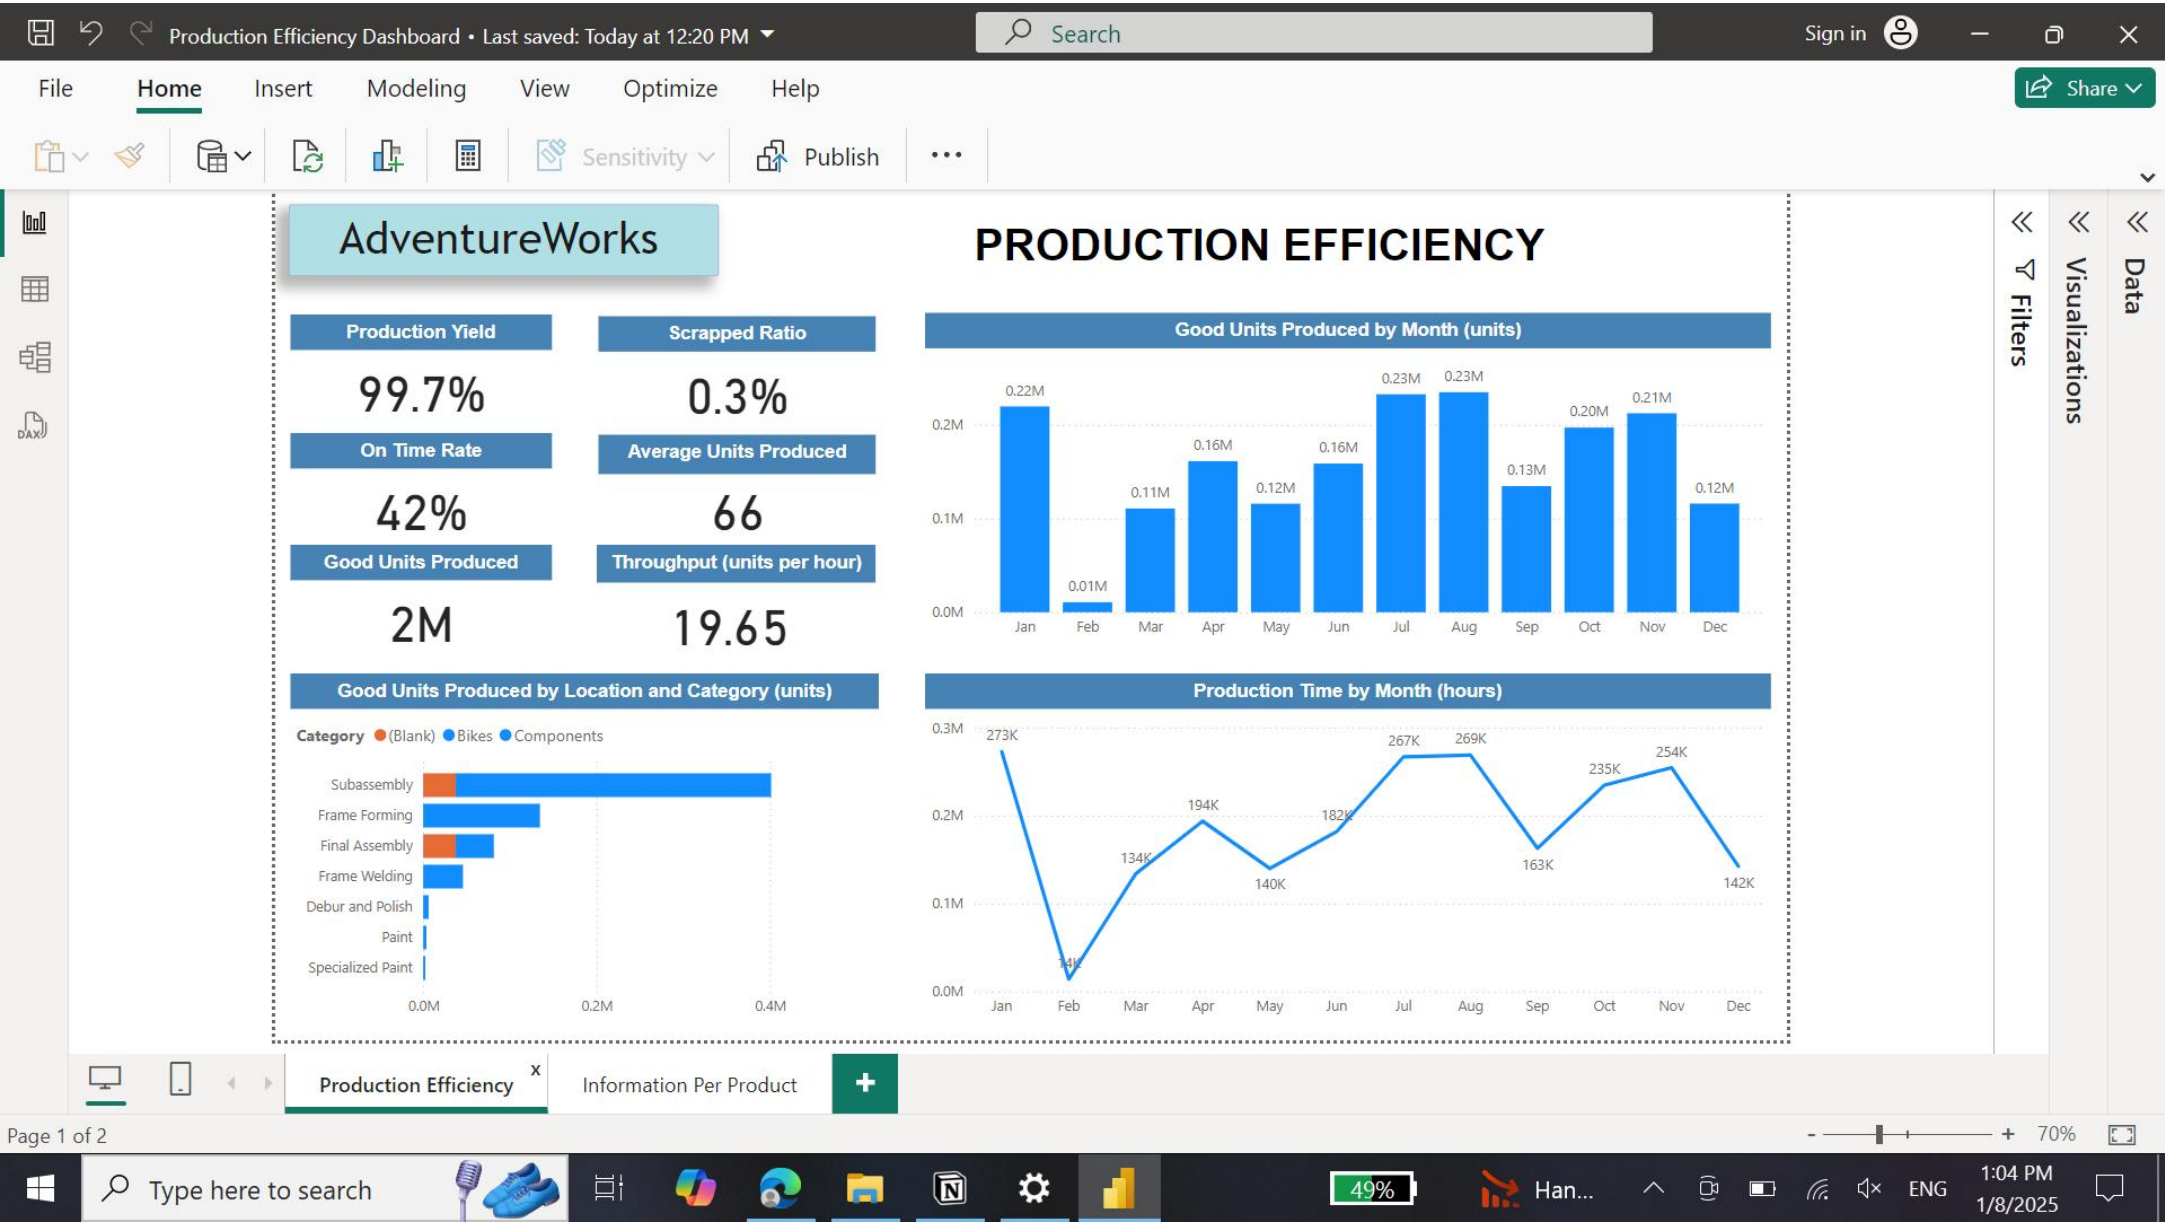 Production Efficiency Dashboard • Last saved: Today at 12:20 PM
Search
Sign in
File Home Insert Modeling View Optimize Help
Share
Sensitivity
Publish
AdventureWorks
PRODUCTION EFFICIENCY
Filters
Visualizations
Data
DAX
Production Yield
99.7%
Scrapped Ratio
0.3%
On Time Rate
42%
Average Units Produced
66
Good Units Produced
2M
Throughput (units per hour)
19.65
Good Units Produced by Month (units)
0.2M
0.1M
0.0M
0.22M
0.01M
0.11M
0.16M
0.12M
0.16M
0.23M
0.23M
0.13M
0.20M
0.21M
0.12M
Jan Feb Mar Apr May Jun Jul Aug Sep Oct Nov Dec
Good Units Produced by Location and Category (units)
Category (Blank) Bikes Components
Subassembly
Frame Forming
Final Assembly
Frame Welding
Debur and Polish
Paint
Specialized Paint
0.0M 0.2M 0.4M
Production Time by Month (hours)
0.3M
0.2M
0.1M
0.0M
273K
14K
134K
194K
140K
182K
267K
269K
163K
235K
254K
142K
Jan Feb Mar Apr May Jun Jul Aug Sep Oct Nov Dec
Production Efficiency x
Information Per Product
+
Page 1 of 2
- + 70%
Type here to search
49%
Han...
ENG
1:04 PM
1/8/2025